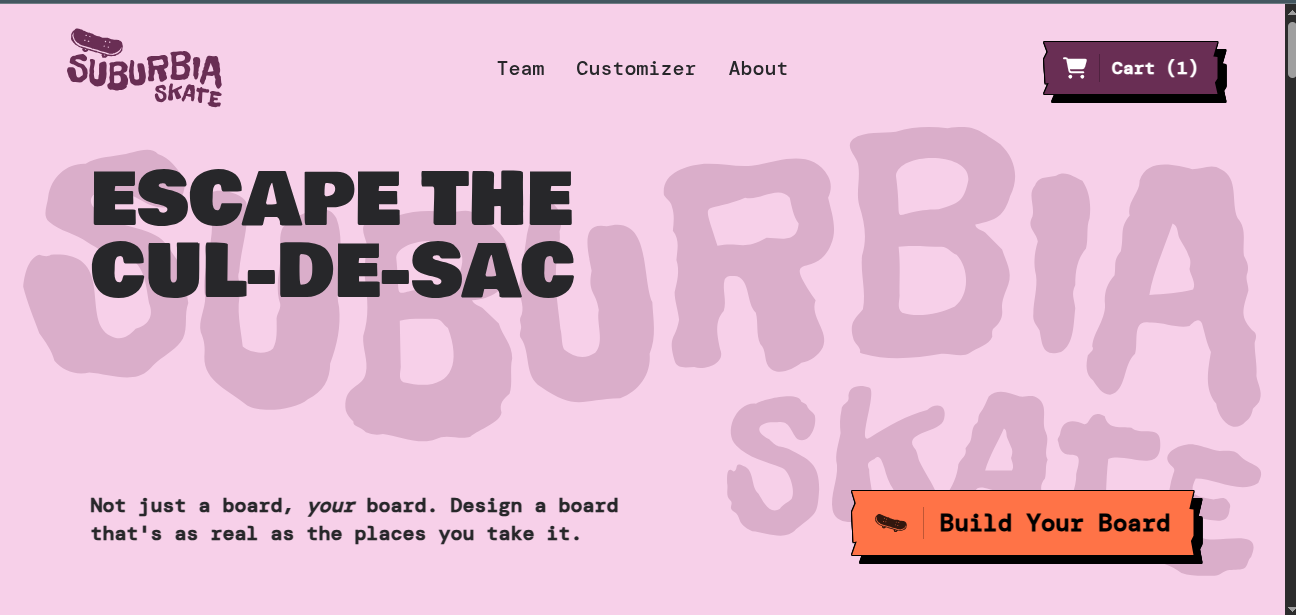 SUBURBIA
SKATE
Team
Customizer
About
Cart (1)
SUBURBIA
SKATE
ESCAPE THE
CUL-DE-SAC
Not just a board, your board. Design a board
that's as real as the places you take it.
Build Your Board